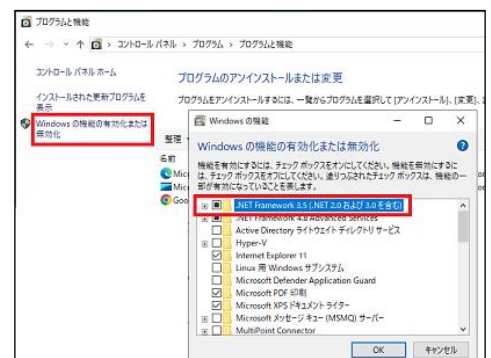 プログラムと機能
コントロール パネル › プログラム › プログラムと機能
コントロール パネル ホーム
プログラムのアンインストールまたは変更
インストールされた更新プログラムを
表示
プログラムをアンインストールするには、一覧からプログラムを選択して [アンインストール]、[変更]、
Windows の機能の有効化または
無効化
整理
名前
Mic
Mic
Goo
Windows の機能
Windows の機能の有効化または無効化
機能を有効にするには、チェック ボックスをオンにしてください。機能を無効にするに
は、チェック ボックスをオフにしてください。塗りつぶされたチェック ボックスは、機能の一
部が有効になっていることを表します。
.NET Framework 3.5 (.NET 2.0 および 3.0 を含む)
.NET Framework 4.8 Advanced Services
Active Directory ライトウェイト ディレクトリ サービス
Hyper-V
Internet Explorer 11
Linux 用 Windows サブシステム
Microsoft Defender Application Guard
Microsoft PDF 印刷
Microsoft XPS ドキュメント ライター
Microsoft メッセージ キュー (MSMQ) サーバー
MultiPoint Connector
OK
キャンセル